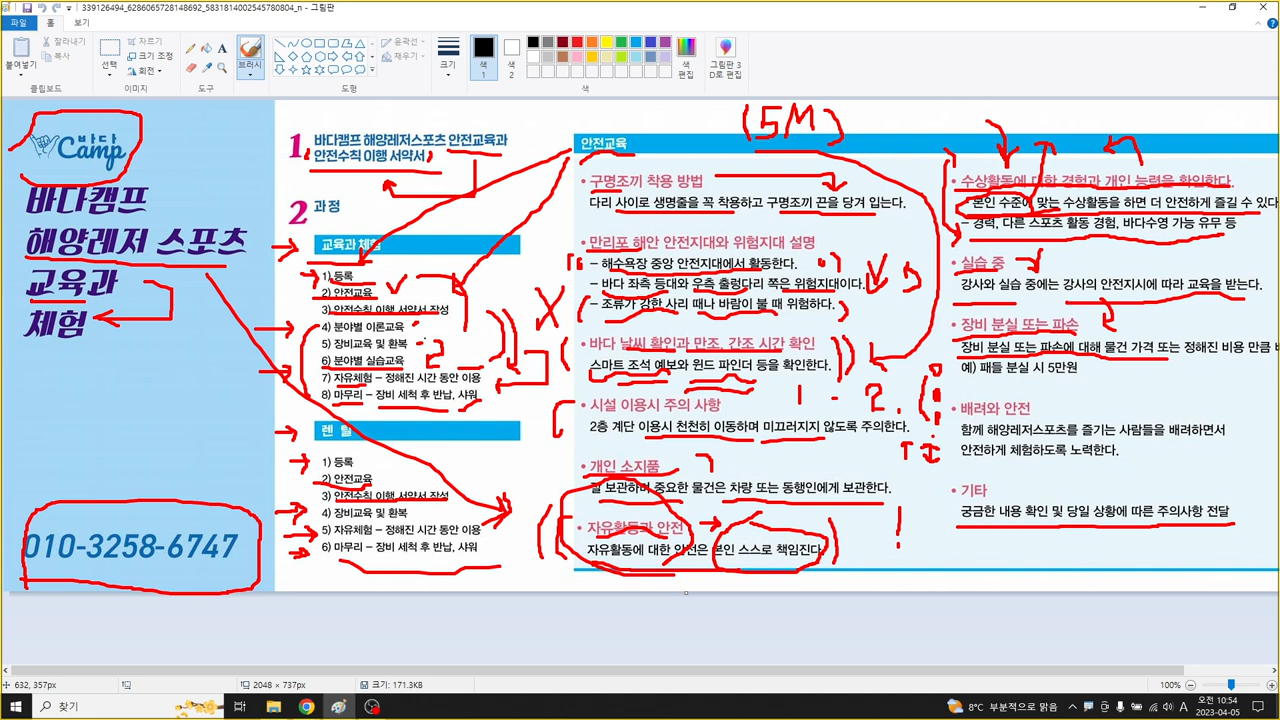 339126494_6286065728148692_5831814002545780804_n - 그림판
파일
홈
보기
붙여넣기
잘라내기
복사
클립보드
선택
자르기
크기 조정
회전
이미지
도구
브러시
도형
윤곽선
채우기
크기
색 1
색 2
색 편집
그림판 3D로 편집
색
바다
Camp
바다캠프
해양레저 스포츠
교육과
체험
010-3258-6747
1. 바다캠프 해양레저스포츠 안전교육과
안전수칙 이행 서약서
2 과정
교육과 체험
1) 등록
2) 안전교육
3) 안전수칙 이행 서약서 작성
4) 분야별 이론교육
5) 장비교육 및 환복
6) 분야별 실습교육
7) 자유체험 – 정해진 시간 동안 이용
8) 마무리 – 장비 세척 후 반납, 샤워
렌 탈
1) 등록
2) 안전교육
3) 안전수칙 이행 서약서 작성
4) 장비교육 및 환복
5) 자유체험 – 정해진 시간 동안 이용
6) 마무리 – 장비 세척 후 반납, 샤워
(5M)
안전교육
• 구명조끼 착용 방법
다리 사이로 생명줄을 꼭 착용하고 구명조끼 끈을 당겨 입는다.
• 만리포 해안 안전지대와 위험지대 설명
– 해수욕장 중앙 안전지대에서 활동한다.
– 바다 좌측 등대와 우측 출렁다리 쪽은 위험지대이다.
– 조류가 강한 사리 때나 바람이 불 때 위험하다.
• 바다 날씨 확인과 만조, 간조 시간 확인
스마트 조석 예보와 윈드 파인더 등을 확인한다.
1 - 2.
• 시설 이용시 주의 사항
2층 계단 이용시 천천히 이동하며 미끄러지지 않도록 주의한다.
• 개인 소지품
잘 보관하며 중요한 물건은 차량 또는 동행인에게 보관한다.
• 자유활동과 안전
자유활동에 대한 안전은 본인 스스로 책임진다.
• 수상활동에 대한 경험과 개인 능력을 확인한다.
– 본인 수준에 맞는 수상활동을 하면 더 안전하게 즐길 수 있다
– 경력, 다른 스포츠 활동 경험, 바다수영 가능 유무 등
• 실습 중
강사와 실습 중에는 강사의 안전지시에 따라 교육을 받는다.
• 장비 분실 또는 파손
장비 분실 또는 파손에 대해 물건 가격 또는 정해진 비용 만큼
예) 패들 분실 시 5만원
• 배려와 안전
함께 해양레저스포츠를 즐기는 사람들을 배려하면서
안전하게 체험하도록 노력한다.
• 기타
궁금한 내용 확인 및 당일 상황에 따른 주의사항 전달
632, 357px
2048 × 737px
크기: 171.3KB
100%
찾기
8°C 부분적으로 맑음
A
오전 10:54
2023-04-05